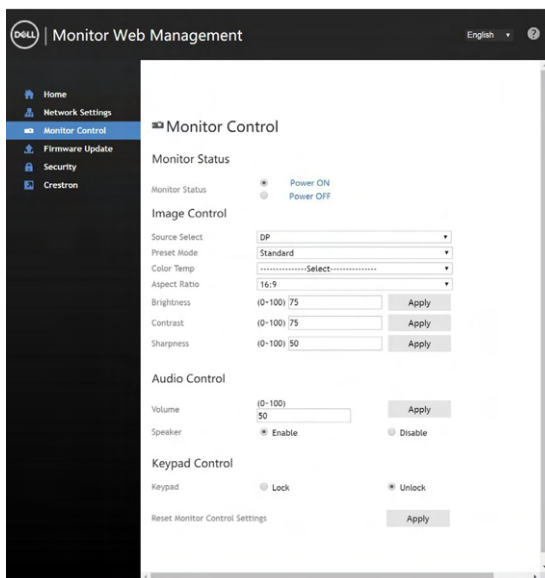 DELL | Monitor Web Management
English
?
Home
Network Settings
Monitor Control
Firmware Update
Security
Crestron
Monitor Control
Monitor Status
Monitor Status Power ON
Power OFF
Image Control
Source Select DP
Preset Mode Standard
Color Temp ---------------Select---------------
Aspect Ratio 16:9
Brightness (0~100) 75 Apply
Contrast (0~100) 75 Apply
Sharpness (0~100) 50 Apply
Audio Control
(0~100)
Volume 50 Apply
Speaker Enable Disable
Keypad Control
Keypad Lock Unlock
Reset Monitor Control Settings Apply